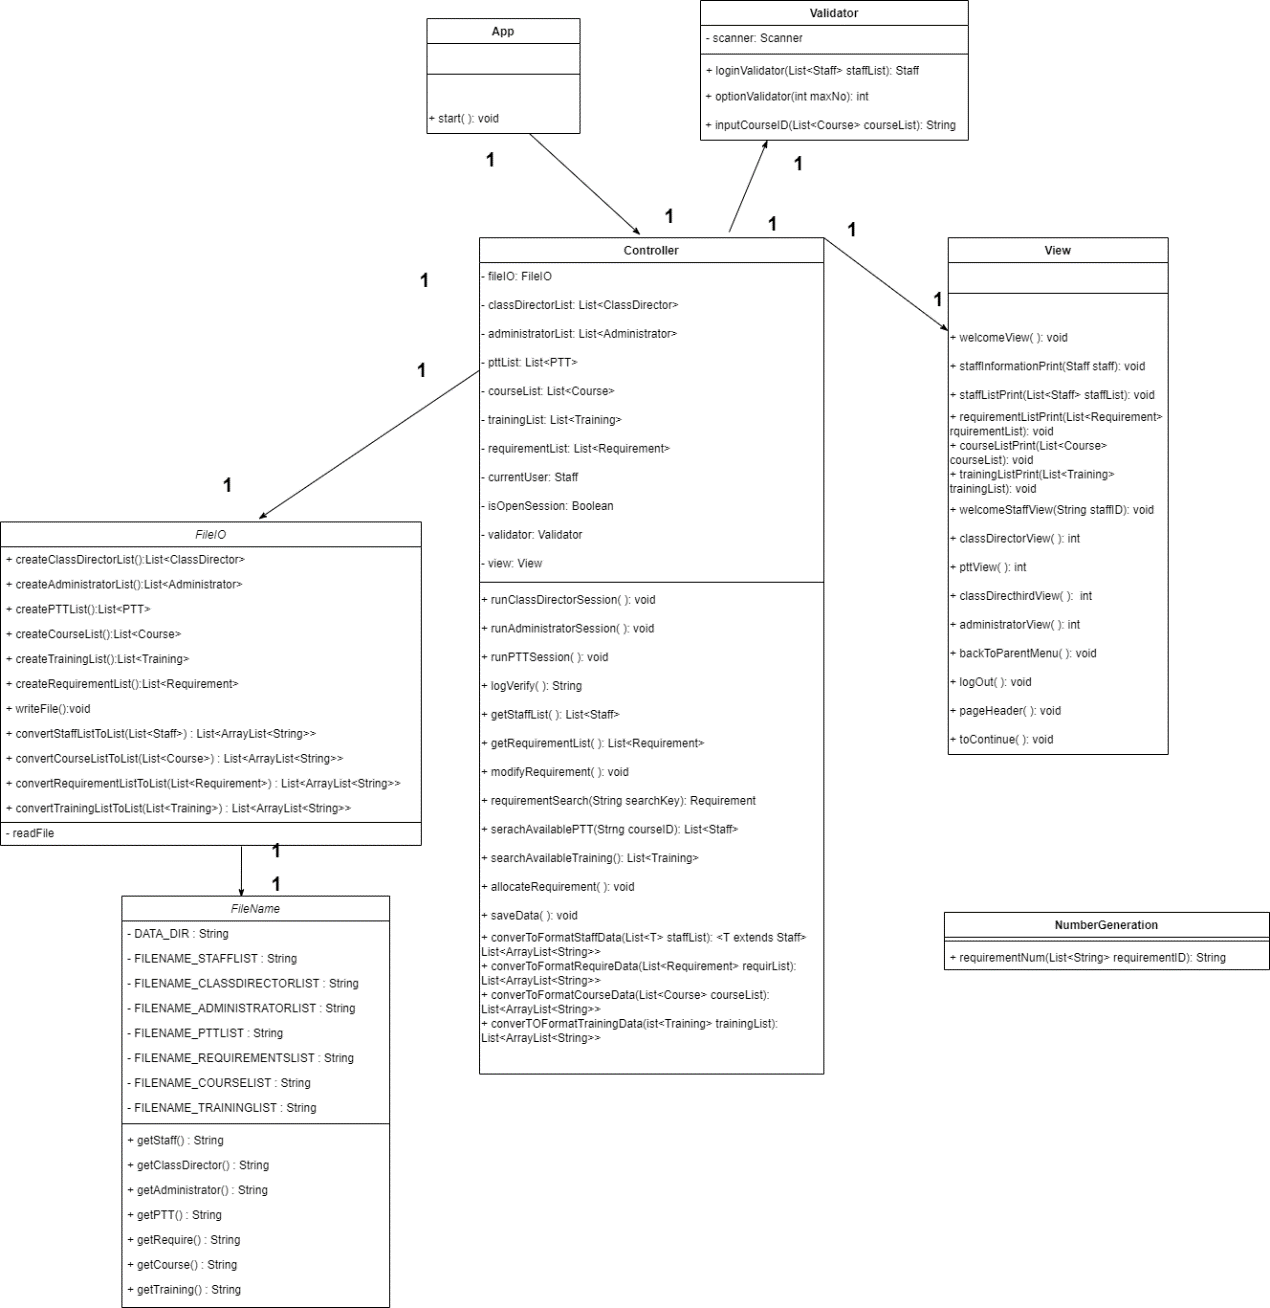 App
+ start( ): void
Validator
- scanner: Scanner
+ loginValidator(List<Staff> staffList): Staff
+ optionValidator(int maxNo): int
+ inputCourseID(List<Course> courseList): String
1
1
1
1
1
1
1
1
Controller
- fileIO: FileIO
- classDirectorList: List<ClassDirector>
- administratorList: List<Administrator>
- pttList: List<PTT>
- courseList: List<Course>
- trainingList: List<Training>
- requirementList: List<Requirement>
- currentUser: Staff
- isOpenSession: Boolean
- validator: Validator
- view: View
+ runClassDirectorSession( ): void
+ runAdministratorSession( ): void
+ runPTTSession( ): void
+ logVerify( ): String
+ getStaffList( ): List<Staff>
+ getRequirementList( ): List<Requirement>
+ modifyRequirement( ): void
+ requirementSearch(String searchKey): Requirement
+ serachAvailablePTT(Strng courseID): List<Staff>
+ searchAvailableTraining(): List<Training>
+ allocateRequirement( ): void
+ saveData( ): void
+ converToFormatStaffData(List<T> staffList): <T extends Staff>
List<ArrayList<String>>
+ converToFormatRequireData(List<Requirement> requirList):
List<ArrayList<String>>
+ converToFormatCourseData(List<Course> courseList):
List<ArrayList<String>>
+ converTOFormatTrainingData(ist<Training> trainingList):
List<ArrayList<String>>
View
+ welcomeView( ): void
+ staffInformationPrint(Staff staff): void
+ staffListPrint(List<Staff> staffList): void
+ requirementListPrint(List<Requirement>
rquirementList): void
+ courseListPrint(List<Course>
courseList): void
+ trainingListPrint(List<Training>
trainingList): void
+ welcomeStaffView(String staffID): void
+ classDirectorView( ): int
+ pttView( ): int
+ classDirecthirdView( ): int
+ administratorView( ): int
+ backToParentMenu( ): void
+ logOut( ): void
+ pageHeader( ): void
+ toContinue( ): void
1
FileIO
+ createClassDirectorList():List<ClassDirector>
+ createAdministratorList():List<Administrator>
+ createPTTList():List<PTT>
+ createCourseList():List<Course>
+ createTrainingList():List<Training>
+ createRequirementList():List<Requirement>
+ writeFile():void
+ convertStaffListToList(List<Staff>) : List<ArrayList<String>>
+ convertCourseListToList(List<Course>) : List<ArrayList<String>>
+ convertRequirementListToList(List<Requirement>) : List<ArrayList<String>>
+ convertTrainingListToList(List<Training>) : List<ArrayList<String>>
- readFile
1
1
FileName
- DATA_DIR : String
- FILENAME_STAFFLIST : String
- FILENAME_CLASSDIRECTORLIST : String
- FILENAME_ADMINISTRATORLIST : String
- FILENAME_PTTLIST : String
- FILENAME_REQUIREMENTSLIST : String
- FILENAME_COURSELIST : String
- FILENAME_TRAININGLIST : String
+ getStaff() : String
+ getClassDirector() : String
+ getAdministrator() : String
+ getPTT() : String
+ getRequire() : String
+ getCourse() : String
+ getTraining() : String
NumberGeneration
+ requirementNum(List<String> requirementID): String